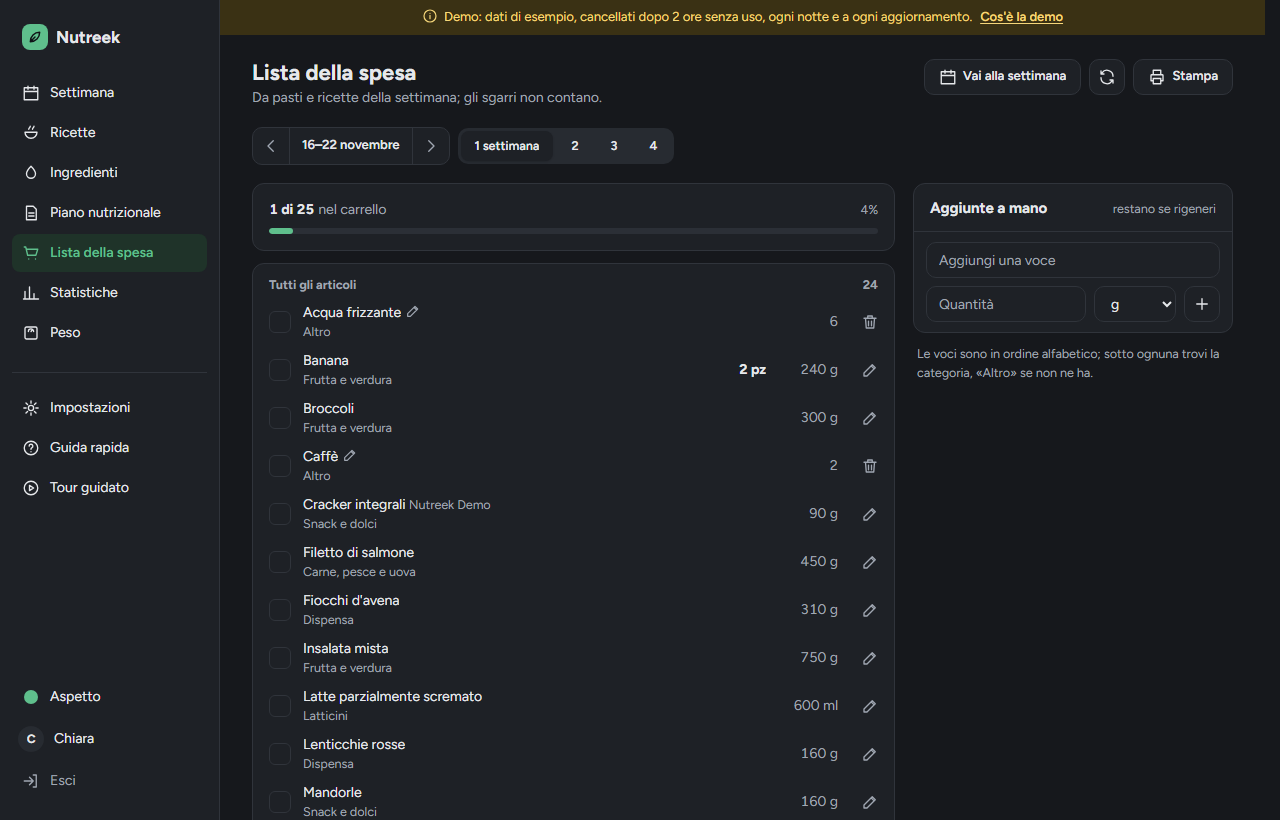 Nutreek
Settimana
Ricette
Ingredienti
Piano nutrizionale
Lista della spesa
Statistiche
Peso
Impostazioni
Guida rapida
Tour guidato
Aspetto
C Chiara
Esci
Demo: dati di esempio, cancellati dopo 2 ore senza uso, ogni notte e a ogni aggiornamento. Cos'è la demo
Lista della spesa
Da pasti e ricette della settimana; gli sgarri non contano.
Vai alla settimana
Stampa
16–22 novembre
1 settimana 2 3 4
1 di 25 nel carrello 4%
Tutti gli articoli 24
Acqua frizzante 6
Altro
Banana 2 pz 240 g
Frutta e verdura
Broccoli 300 g
Frutta e verdura
Caffè 2
Altro
Cracker integrali Nutreek Demo 90 g
Snack e dolci
Filetto di salmone 450 g
Carne, pesce e uova
Fiocchi d'avena 310 g
Dispensa
Insalata mista 750 g
Frutta e verdura
Latte parzialmente scremato 600 ml
Latticini
Lenticchie rosse 160 g
Dispensa
Mandorle 160 g
Snack e dolci
Aggiunte a mano restano se rigeneri
Aggiungi una voce
Quantità g
Le voci sono in ordine alfabetico; sotto ognuna trovi la
categoria, «Altro» se non ne ha.